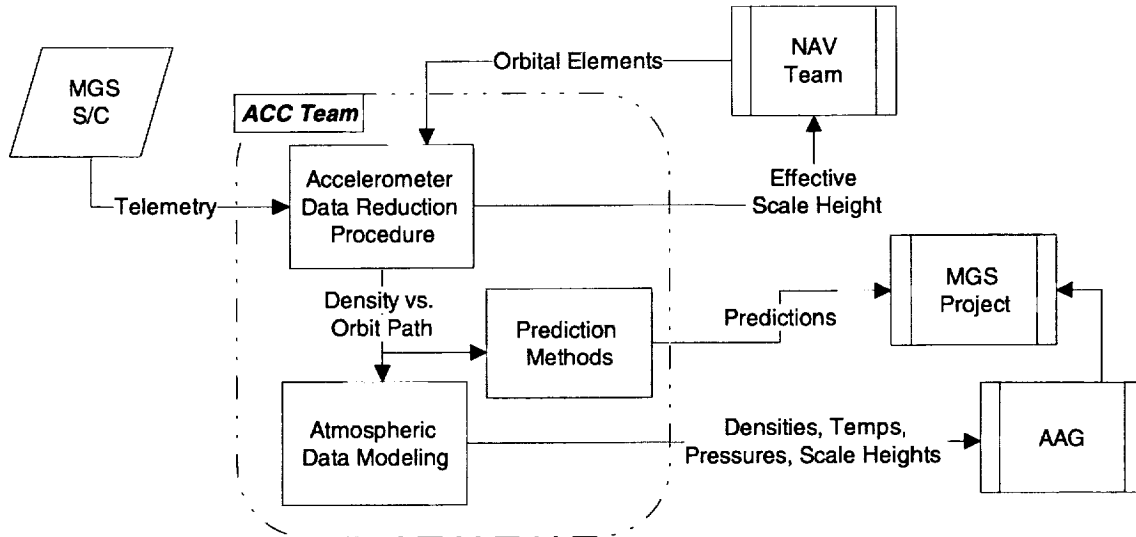 MGS
S/C
Orbital Elements
NAV
Team
ACC Team
Telemetry
Accelerometer
Data Reduction
Procedure
Effective
Scale Height
Density vs.
Orbit Path
Prediction
Methods
Predictions
MGS
Project
Atmospheric
Data Modeling
Densities, Temps,
Pressures, Scale Heights
AAG